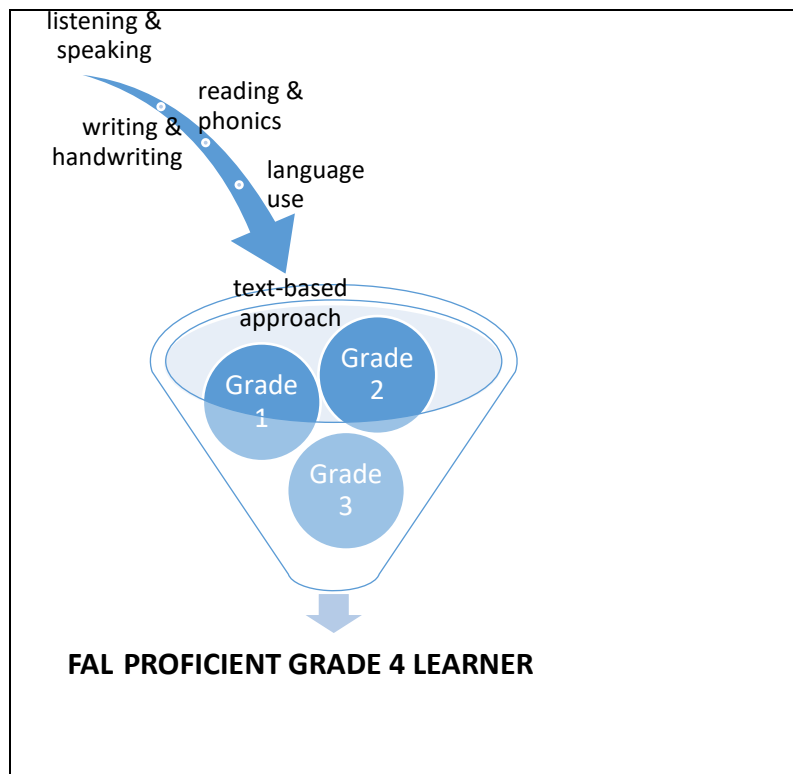 listening &
speaking
reading &
phonics
writing &
handwriting
language
use
text-based
approach
Grade
1
Grade
2
Grade
3
FAL PROFICIENT GRADE 4 LEARNER